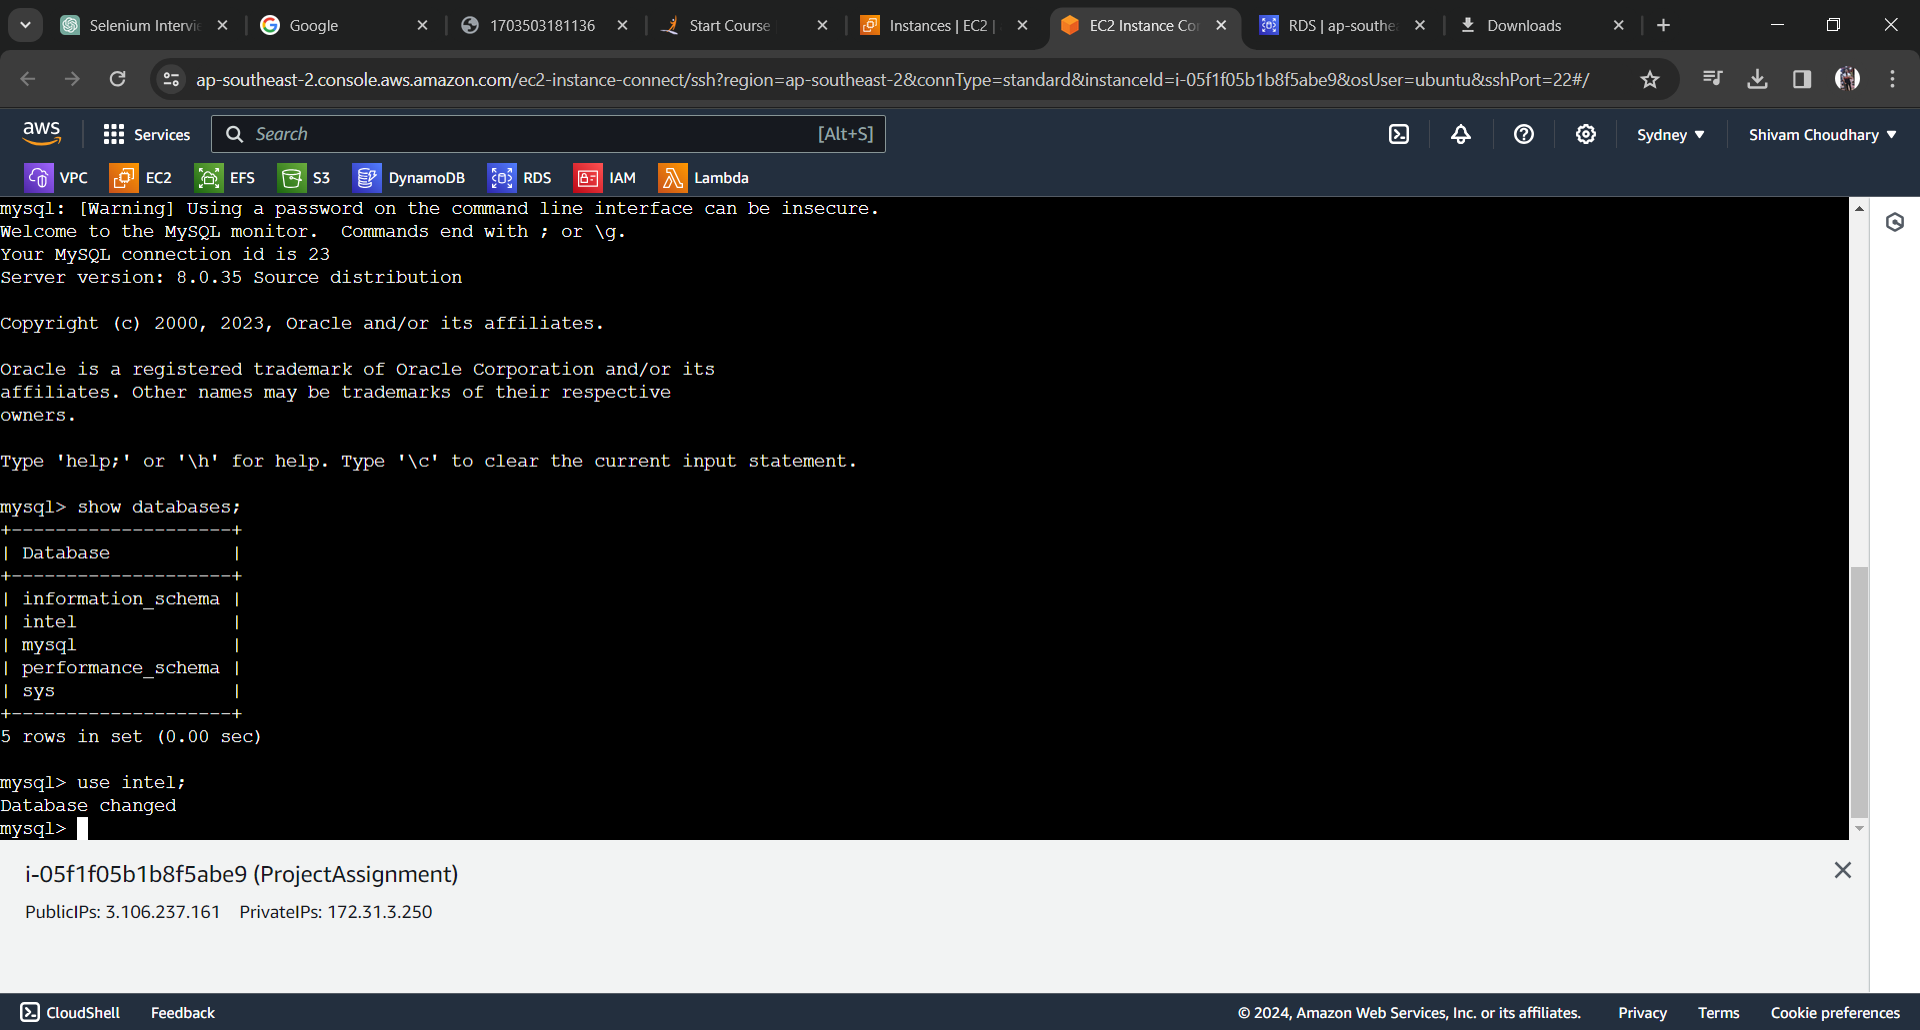 Selenium Intervie
Google
1703503181136
Start Course
Instances | EC2 |
EC2 Instance Co
RDS | ap-southe
Downloads
ap-southeast-2.console.aws.amazon.com/ec2-instance-connect/ssh?region=ap-southeast-2&connType=standard&instanceId=i-05f1f05b1b8f5abe9&osUser=ubuntu&sshPort=22#/
aws
Services
Search
[Alt+S]
Sydney
Shivam Choudhary
VPC
EC2
EFS
S3
DynamoDB
RDS
IAM
Lambda
mysql: [Warning] Using a password on the command line interface can be insecure.
Welcome to the MySQL monitor.  Commands end with ; or \g.
Your MySQL connection id is 23
Server version: 8.0.35 Source distribution
Copyright (c) 2000, 2023, Oracle and/or its affiliates.
Oracle is a registered trademark of Oracle Corporation and/or its
affiliates. Other names may be trademarks of their respective
owners.
Type 'help;' or '\h' for help. Type '\c' to clear the current input statement.
mysql> show databases;
+--------------------+
| Database           |
+--------------------+
| information_schema |
| intel              |
| mysql              |
| performance_schema |
| sys                |
+--------------------+
5 rows in set (0.00 sec)
mysql> use intel;
Database changed
mysql>
i-05f1f05b1b8f5abe9 (ProjectAssignment)
PublicIPs: 3.106.237.161    PrivateIPs: 172.31.3.250
CloudShell
Feedback
© 2024, Amazon Web Services, Inc. or its affiliates.
Privacy
Terms
Cookie preferences